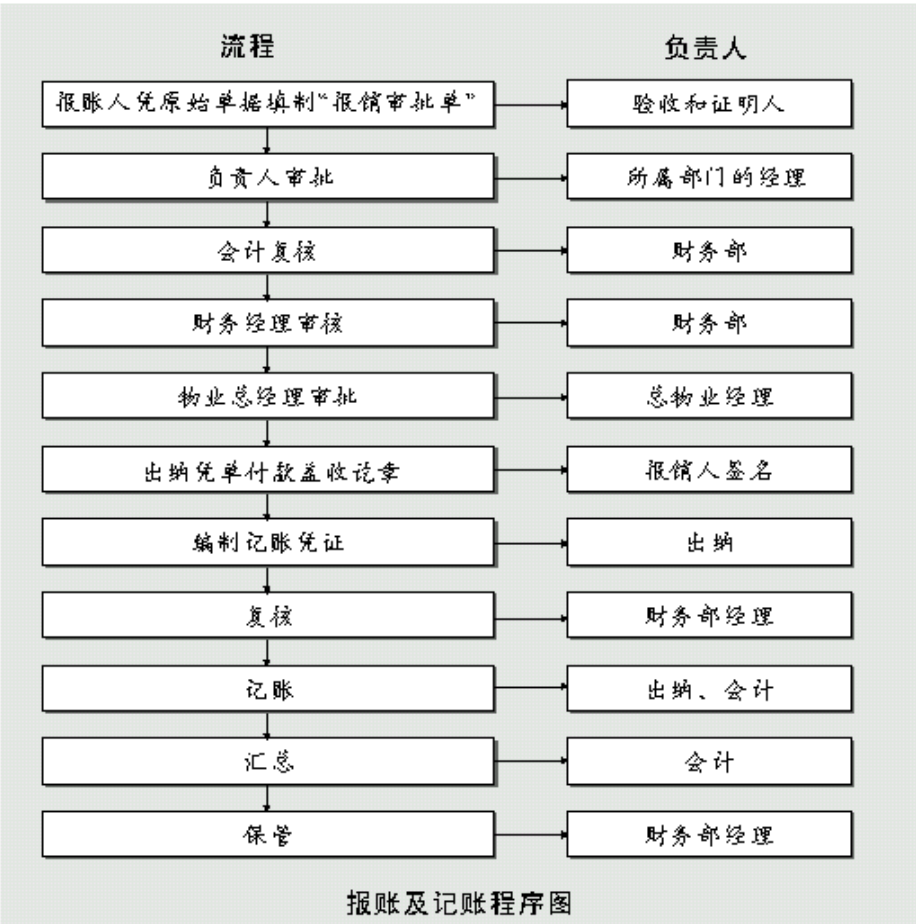 流程 负责人
报账人凭原始单据填制“报销审批单” 验收和证明人
负责人审批 所属部门的经理
会计复核 财务部
财务经理审核 财务部
物业总经理审批 总物业经理
出纳凭单付款盖收讫章 报销人签名
编制记账凭证 出纳
复核 财务部经理
记账 出纳、会计
汇总 会计
保管 财务部经理
报账及记账程序图